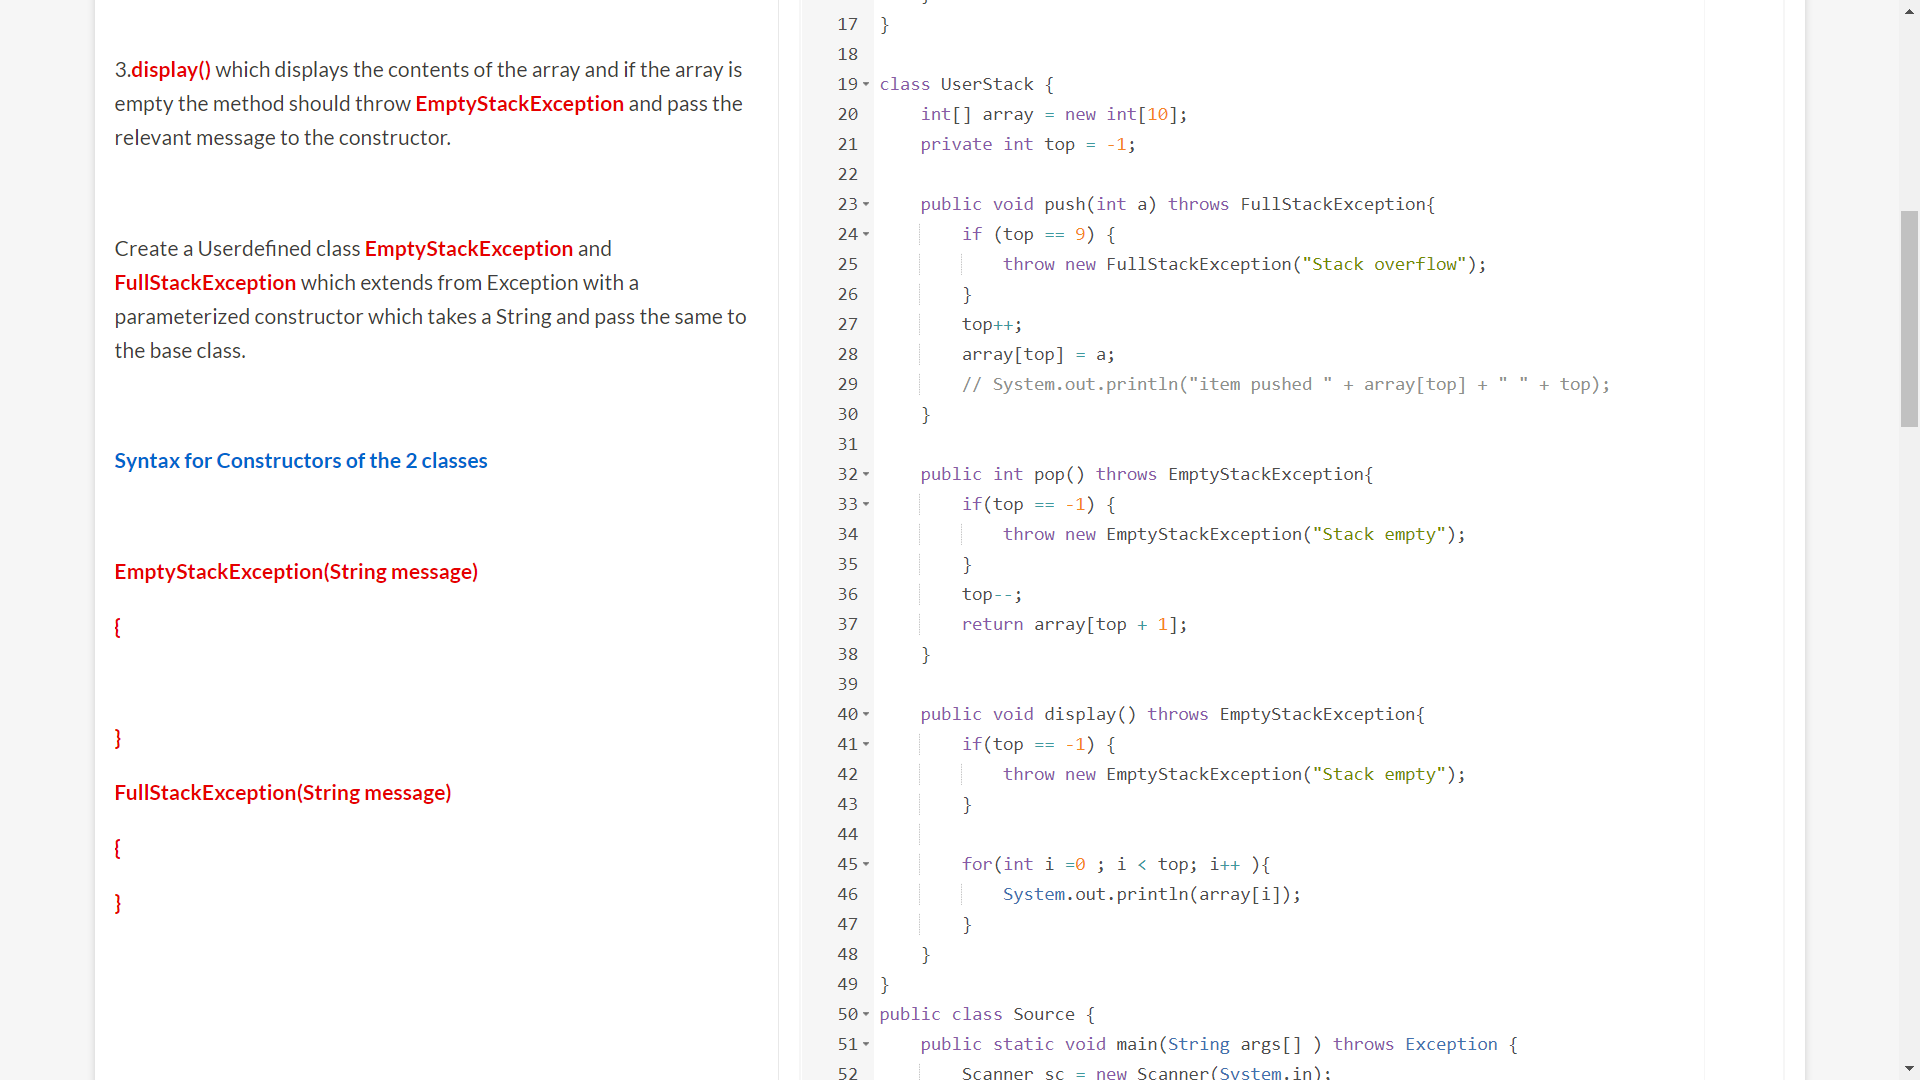 3.display() which displays the contents of the array and if the array is
empty the method should throw EmptyStackException and pass the
relevant message to the constructor.
Create a Userdefined class EmptyStackException and
FullStackException which extends from Exception with a
parameterized constructor which takes a String and pass the same to
the base class.
Syntax for Constructors of the 2 classes
EmptyStackException(String message)
{
}
FullStackException(String message)
{
}
17 }
18
19 class UserStack {
20     int[] array = new int[10];
21     private int top = -1;
22
23     public void push(int a) throws FullStackException{
24         if (top == 9) {
25             throw new FullStackException("Stack overflow");
26         }
27         top++;
28         array[top] = a;
29         // System.out.println("item pushed " + array[top] + " " + top);
30     }
31
32     public int pop() throws EmptyStackException{
33         if(top == -1) {
34             throw new EmptyStackException("Stack empty");
35         }
36         top--;
37         return array[top + 1];
38     }
39
40     public void display() throws EmptyStackException{
41         if(top == -1) {
42             throw new EmptyStackException("Stack empty");
43         }
44
45         for(int i =0 ; i < top; i++ ){
46             System.out.println(array[i]);
47         }
48     }
49 }
50 public class Source {
51     public static void main(String args[] ) throws Exception {
52         Scanner sc = new Scanner(System.in);